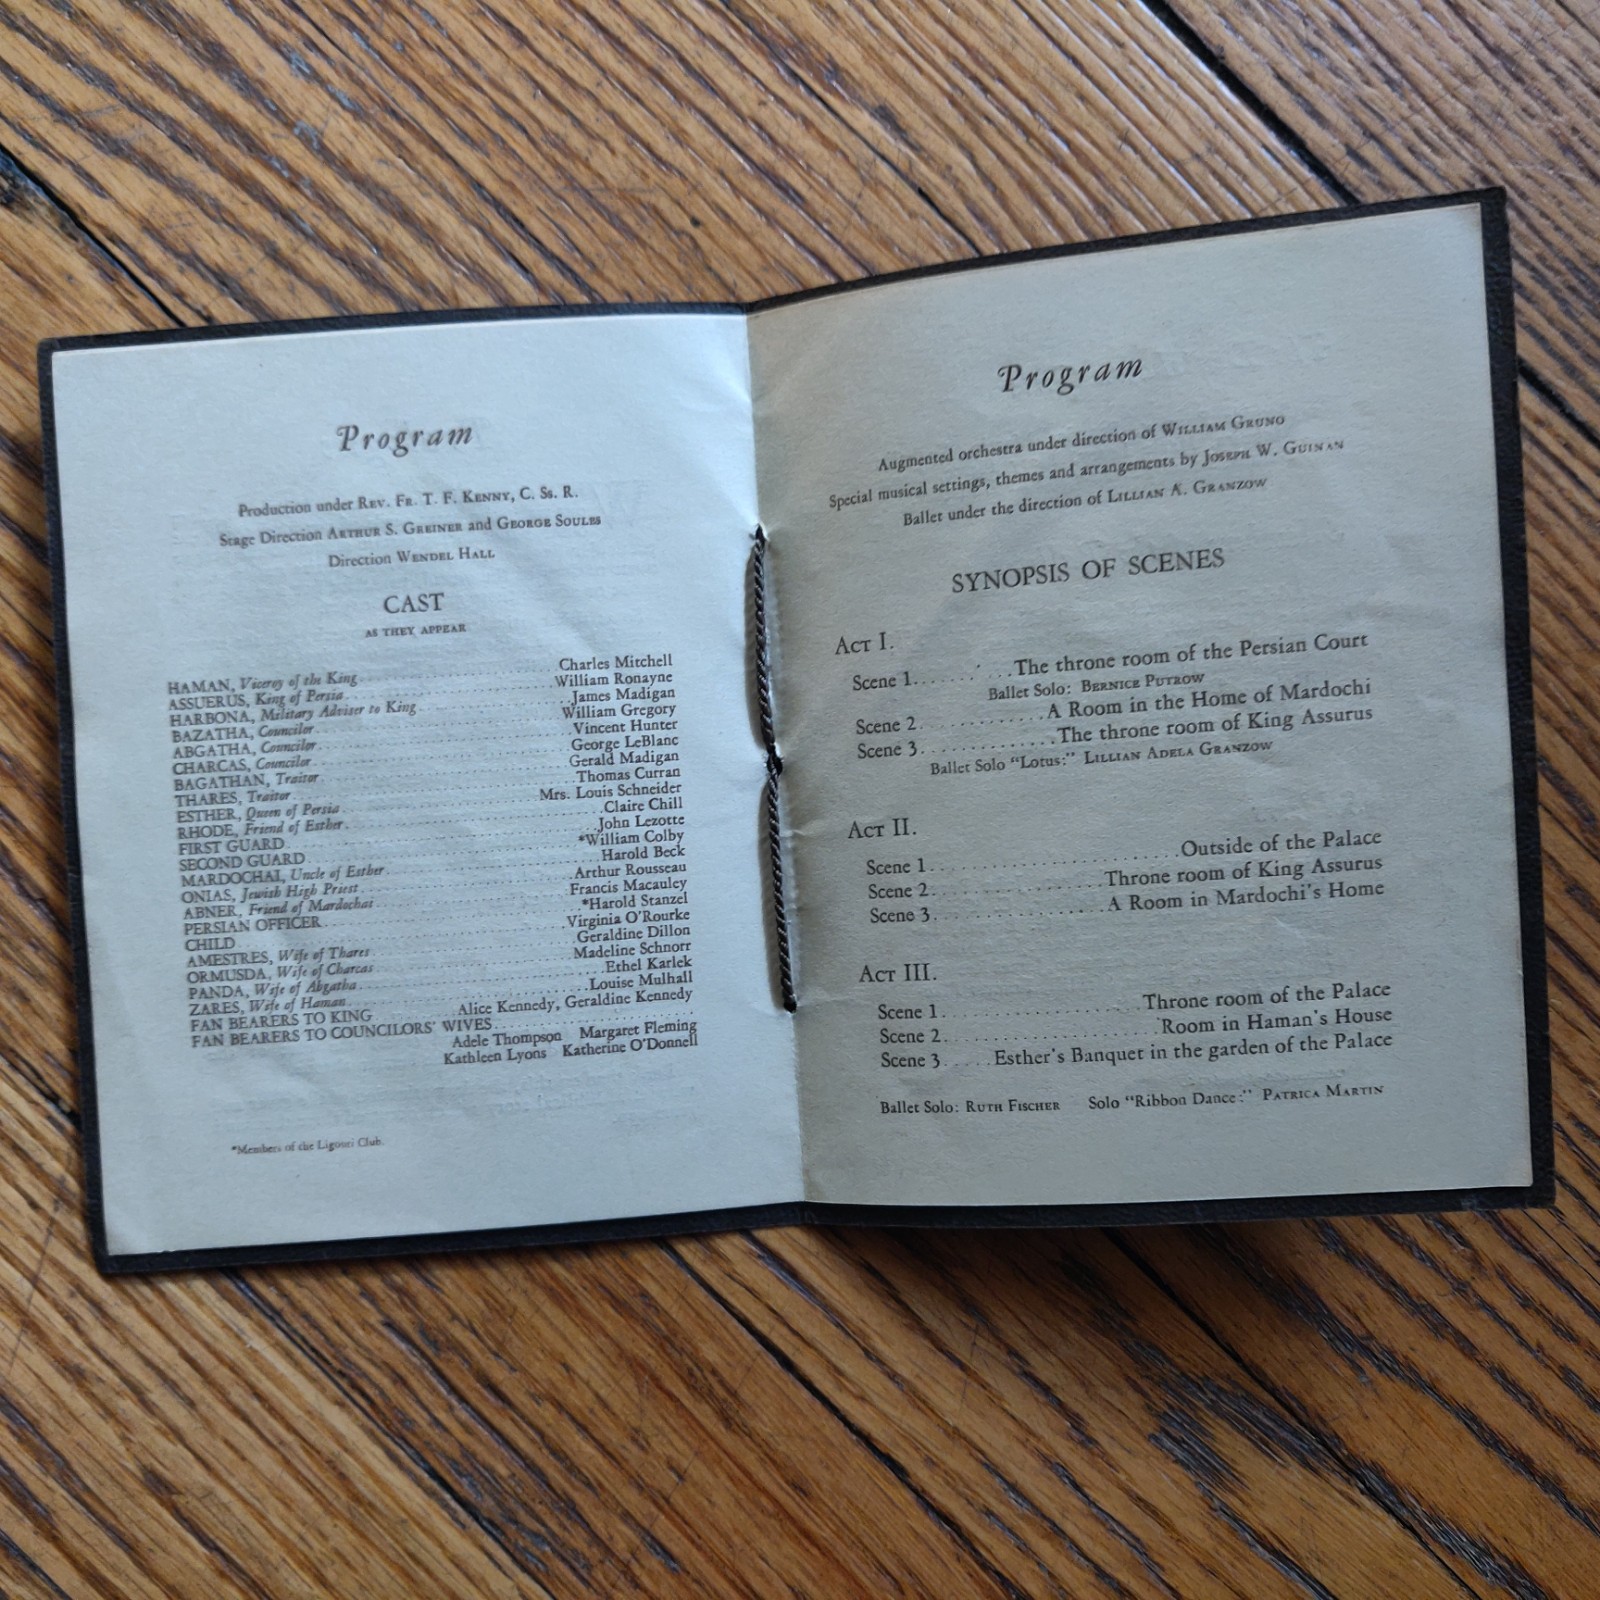 Program
Production under REV. FR. T. F. KENNY, C. SS. R.
Stage Direction ARTHUR S. GREINER and GEORGE SOULES
Direction WENDEL HALL
CAST
AS THEY APPEAR
HAMAN, Viceroy of the King Charles Mitchell
ASSUERUS, King of Persia William Ronayne
HARBONA, Military Adviser to King James Madigan
BAZATHA, Councilor William Gregory
ABGATHA, Councilor Vincent Hunter
CHARCAS, Councilor George LeBlanc
BAGATHAN, Traitor Gerald Madigan
THARES, Traitor Thomas Curran
ESTHER, Queen of Persia Mrs. Louis Schneider
RHODE, Friend of Esther Claire Chill
FIRST GUARD John Lezotte
SECOND GUARD *William Colby
MARDOCHAI, Uncle of Esther Harold Beck
ONIAS, Jewish High Priest Arthur Rousseau
ABNER, Friend of Mardochai Francis Macauley
PERSIAN OFFICER *Harold Stanzel
CHILD Virginia O'Rourke
AMESTRES, Wife of Thares Geraldine Dillon
ORMUSDA, Wife of Charcas Madeline Schnorr
PANDA, Wife of Abgatha Ethel Karlek
ZARES, Wife of Haman Louise Mulhall
FAN BEARERS TO KING Alice Kennedy, Geraldine Kennedy
FAN BEARERS TO COUNCILORS' WIVES
Adele Thompson Margaret Fleming
Kathleen Lyons Katherine O'Donnell
*Members of the Ligouri Club.
Program
Augmented orchestra under direction of WILLIAM GRUNO
Special musical settings, themes and arrangements by JOSEPH W. GUINAN
Ballet under the direction of LILLIAN A. GRANZOW
SYNOPSIS OF SCENES
ACT I.
Scene 1 The throne room of the Persian Court
Ballet Solo: BERNICE PUTROW
Scene 2 A Room in the Home of Mardochi
Scene 3 The throne room of King Assurus
Ballet Solo "Lotus:" LILLIAN ADELA GRANZOW
ACT II.
Scene 1 Outside of the Palace
Scene 2 Throne room of King Assurus
Scene 3 A Room in Mardochi's Home
ACT III.
Scene 1 Throne room of the Palace
Scene 2 Room in Haman's House
Scene 3 Esther's Banquet in the garden of the Palace
Ballet Solo: RUTH FISCHER Solo "Ribbon Dance:" PATRICA MARTIN